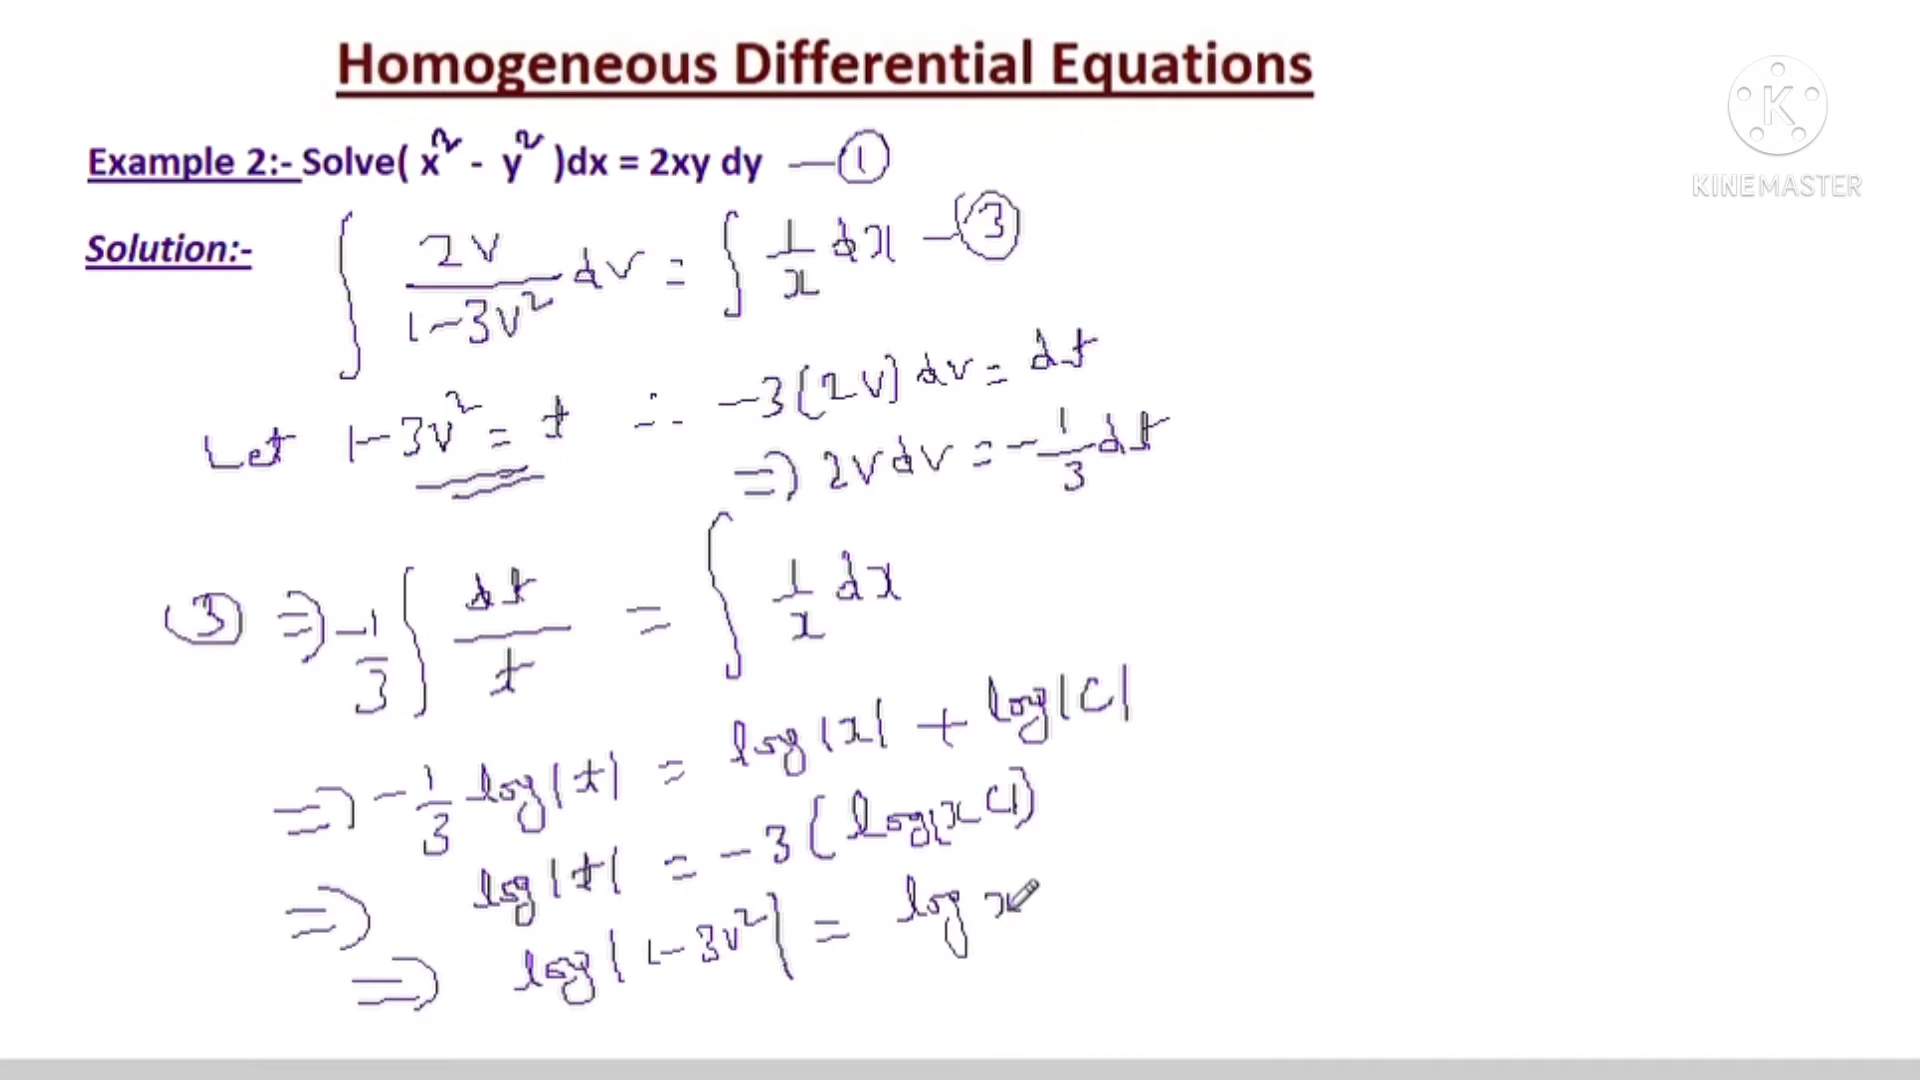 Homogeneous Differential Equations
KINEMASTER
Example 2:- Solve( x² - y² )dx = 2xy dy —①
Solution:- ∫ 2v/(1-3v²) dv = ∫ 1/x dx —③
Let 1-3v² = t ∴ -3(2v)dv = dt
⇒ 2vdv = -1/3 dt
③ ⇒ -1/3 ∫ dt/t = ∫ 1/x dx
⇒ -1/3 log|t| = log|x| + log|c|
⇒ log|t| = -3(log|xc|)
⇒ log|1-3v²| = log x